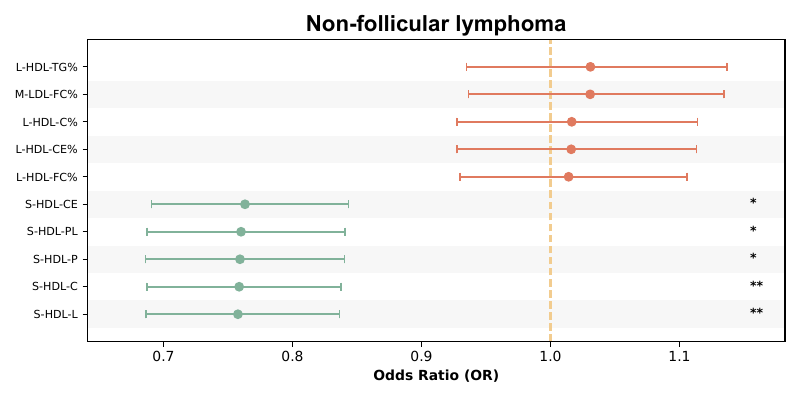 Non-follicular lymphoma
L-HDL-TG%
M-LDL-FC%
L-HDL-C%
L-HDL-CE%
L-HDL-FC%
S-HDL-CE *
S-HDL-PL *
S-HDL-P *
S-HDL-C **
S-HDL-L **
0.7 0.8 0.9 1.0 1.1
Odds Ratio (OR)